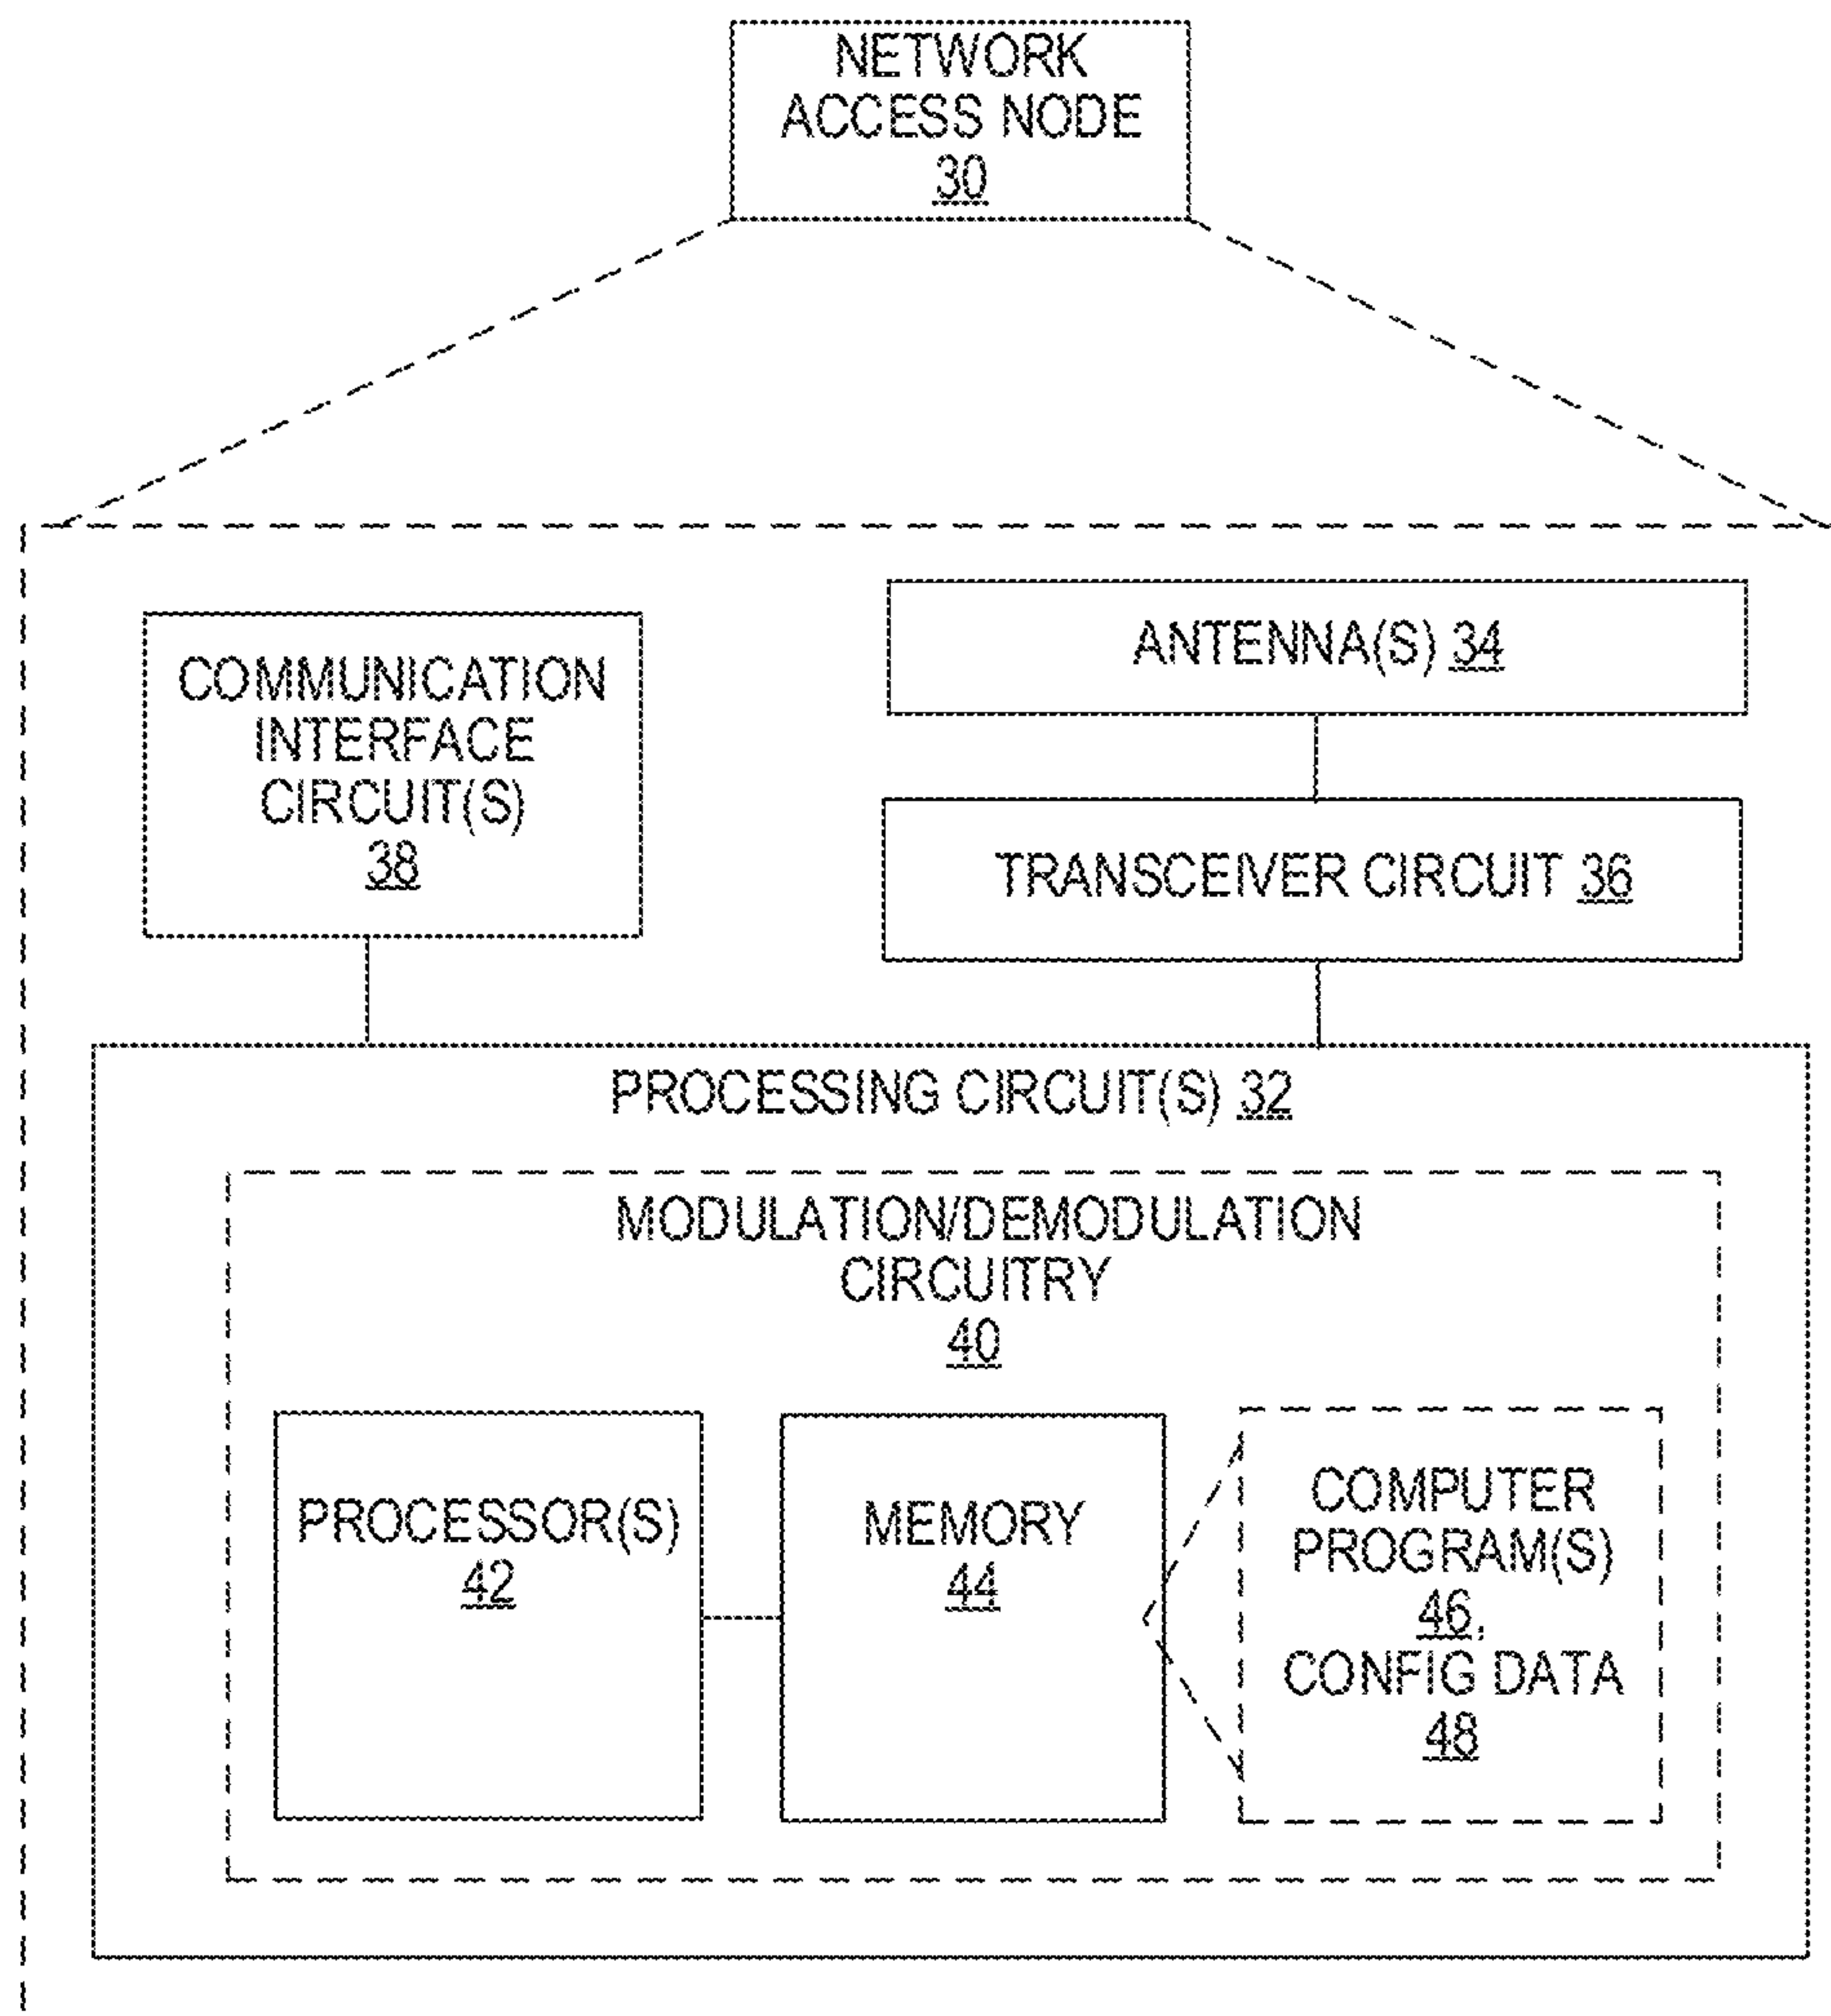 NETWORK
ACCESS NODE
30
ANTENNA(S) 34
COMMUNICATION
INTERFACE
CIRCUIT(S)
38
TRANSCEIVER CIRCUIT 36
PROCESSING CIRCUIT(S) 32
MODULATION/DEMODULATION
CIRCUITRY
40
PROCESSOR(S)
42
MEMORY
44
COMPUTER
PROGRAM(S)
46,
CONFIG DATA
48